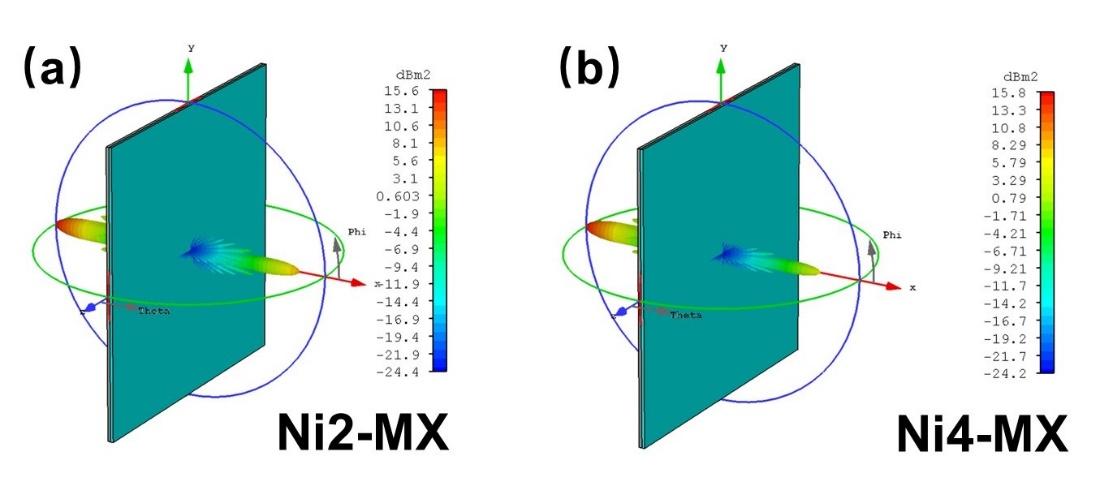 (a)
y
dBm2
15.6
13.1
10.6
8.1
5.6
3.1
0.603
-1.9
-4.4
-6.9
-9.4
-11.9
-14.4
-16.9
-19.4
-21.9
-24.4
Phi
x
z
Theta
Ni2-MX
(b)
y
dBm2
15.8
13.3
10.8
8.29
5.79
3.29
0.79
-1.71
-4.21
-6.71
-9.21
-11.7
-14.2
-16.7
-19.2
-21.7
-24.2
Phi
x
z
Theta
Ni4-MX